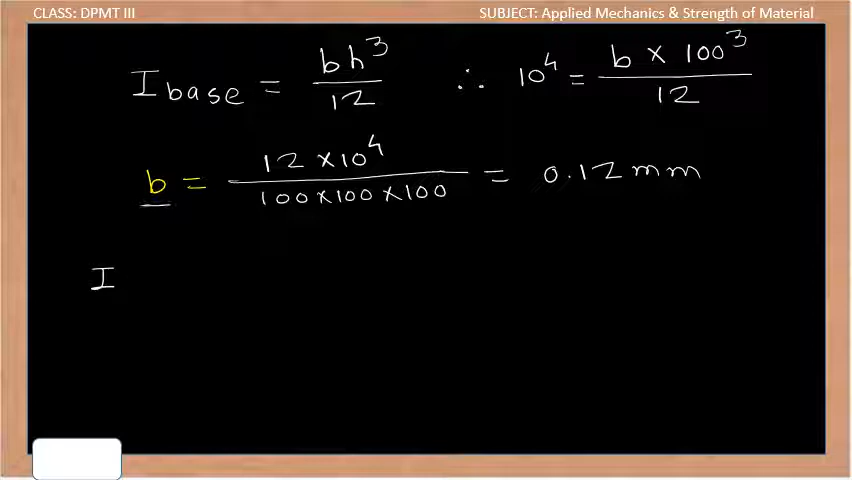 CLASS: DPMT III SUBJECT: Applied Mechanics & Strength of Material
I base = bh³/12 ∴ 10⁴ = b × 100³/12
b = 12 × 10⁴/100 × 100 × 100 = 0.12 mm
I